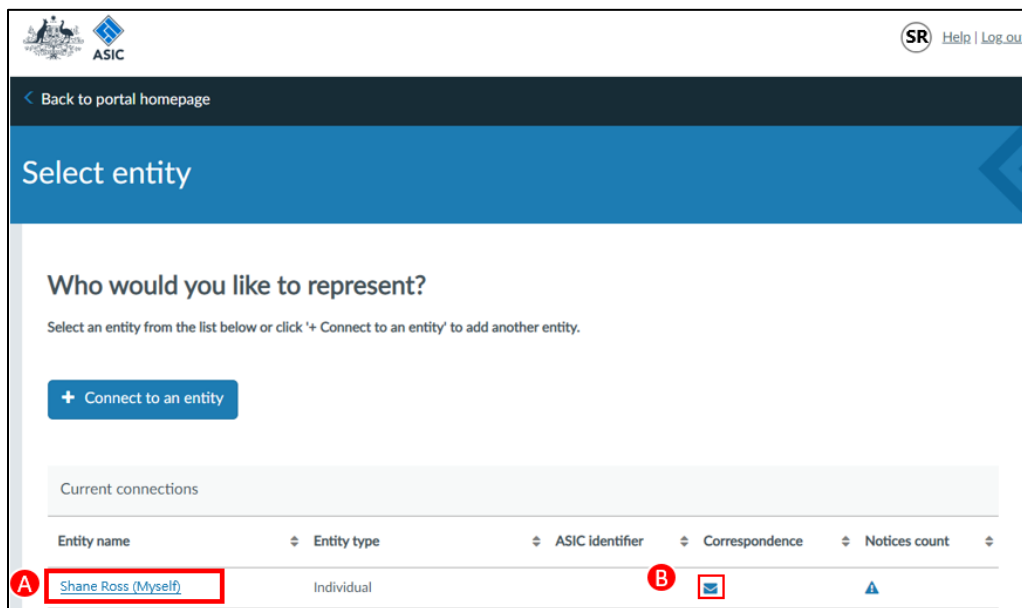 ASIC
SR Help | Log ou
Back to portal homepage
Select entity
Who would you like to represent?
Select an entity from the list below or click '+ Connect to an entity' to add another entity.
+ Connect to an entity
Current connections
Entity name Entity type ASIC identifier Correspondence Notices count
A Shane Ross (Myself) Individual B